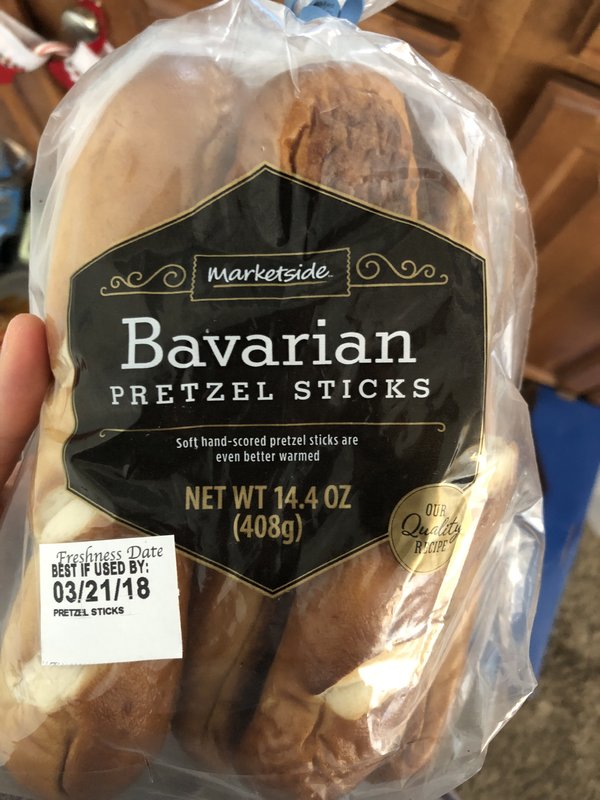 Marketside
Bavarian
PRETZEL STICKS
Soft hand-scored pretzel sticks are
even better warmed
NET WT 14.4 OZ
(408g)
OUR
Quality
RECIPE
Freshness Date
BEST IF USED BY:
03/21/18
PRETZEL STICKS